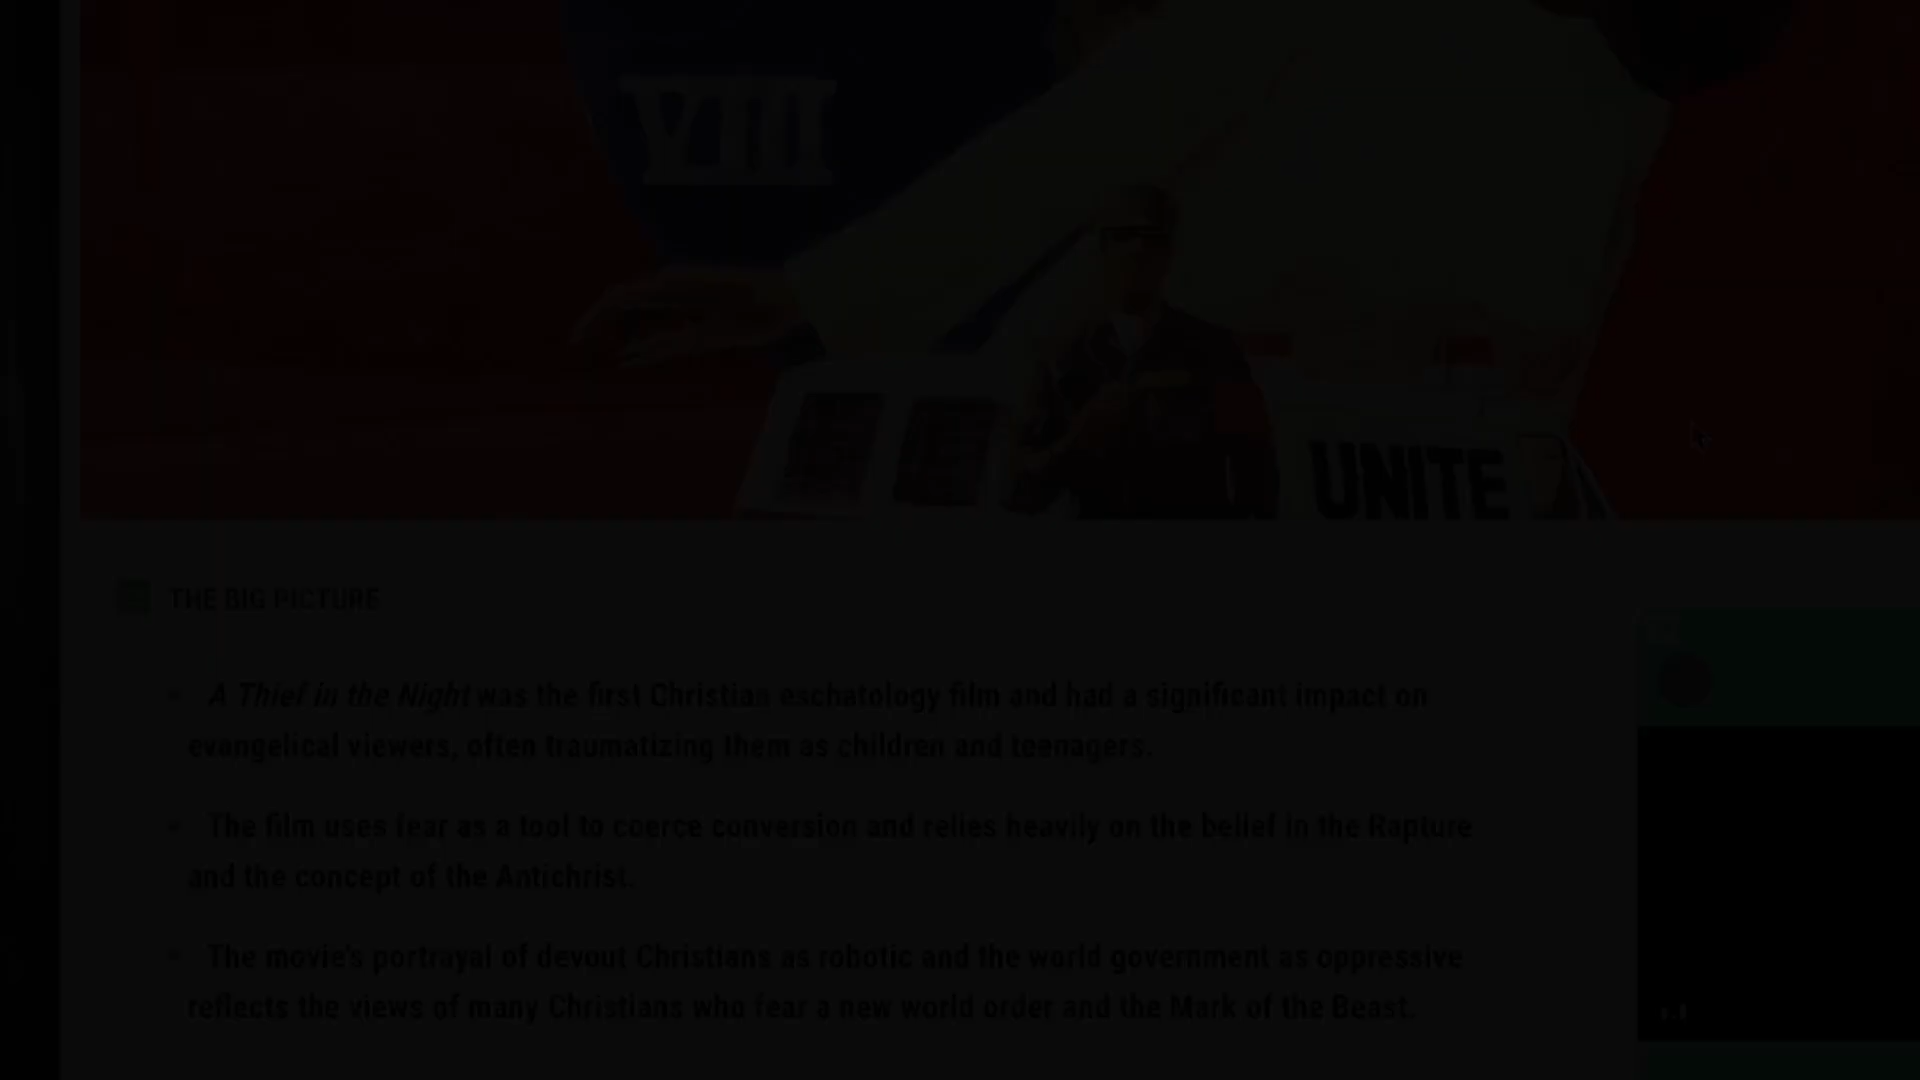 VIII
UNITE
THE BIG PICTURE
A Thief in the Night was the first Christian eschatology film and had a significant impact on
evangelical viewers, often traumatizing them as children and teenagers.
The film uses fear as a tool to coerce conversion and relies heavily on the belief in the Rapture
and the concept of the Antichrist.
The movie's portrayal of devout Christians as robotic and the world government as oppressive
reflects the views of many Christians who fear a new world order and the Mark of the Beast.